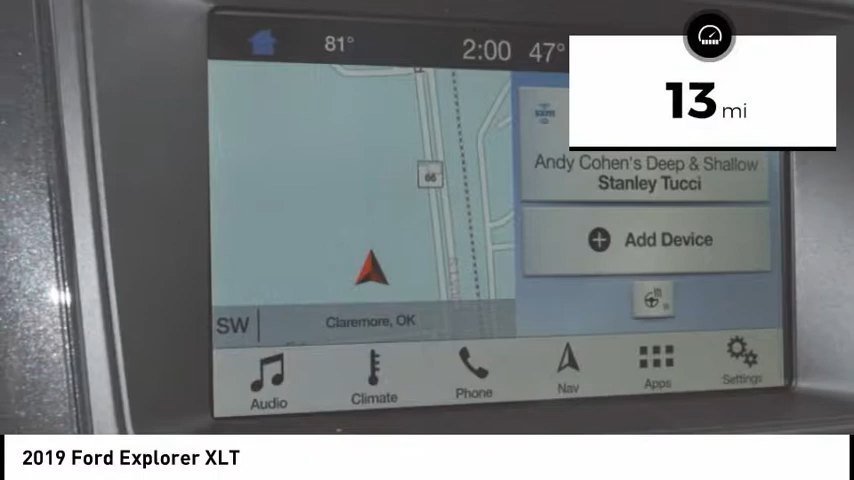 81°
2:00 47°
13 mi
66
Andy Cohen's Deep & Shallow
Stanley Tucci
Add Device
SW
Claremore, OK
Audio
Climate
Phone
Nav
Apps
Settings
2019 Ford Explorer XLT